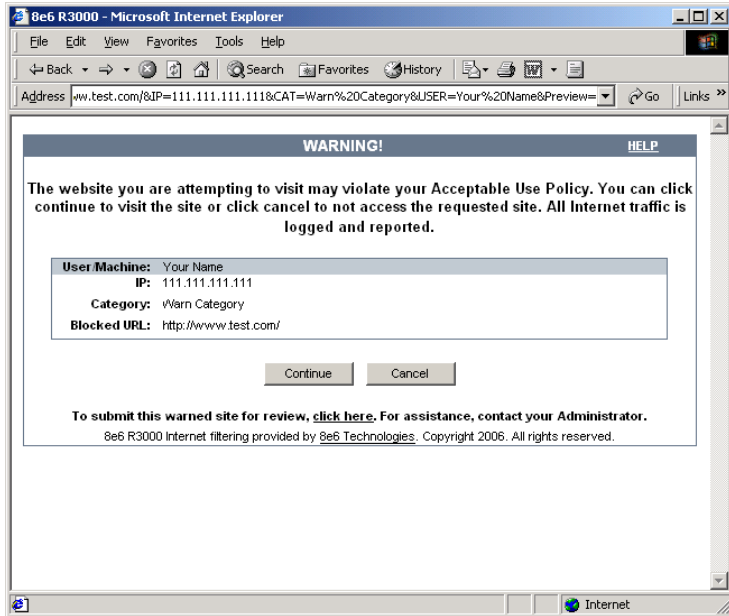 8e6 R3000 - Microsoft Internet Explorer
File Edit View Favorites Tools Help
Back Search Favorites History
Address ww.test.com/&IP=111.111.111.111&CAT=Warn%20Category&USER=Your%20Name&Preview= Go Links »
WARNING! HELP
The website you are attempting to visit may violate your Acceptable Use Policy. You can click
continue to visit the site or click cancel to not access the requested site. All Internet traffic is
logged and reported.
User/Machine: Your Name
IP: 111.111.111.111
Category: Warn Category
Blocked URL: http://www.test.com/
Continue Cancel
To submit this warned site for review, click here. For assistance, contact your Administrator.
8e6 R3000 Internet filtering provided by 8e6 Technologies. Copyright 2006. All rights reserved.
Internet